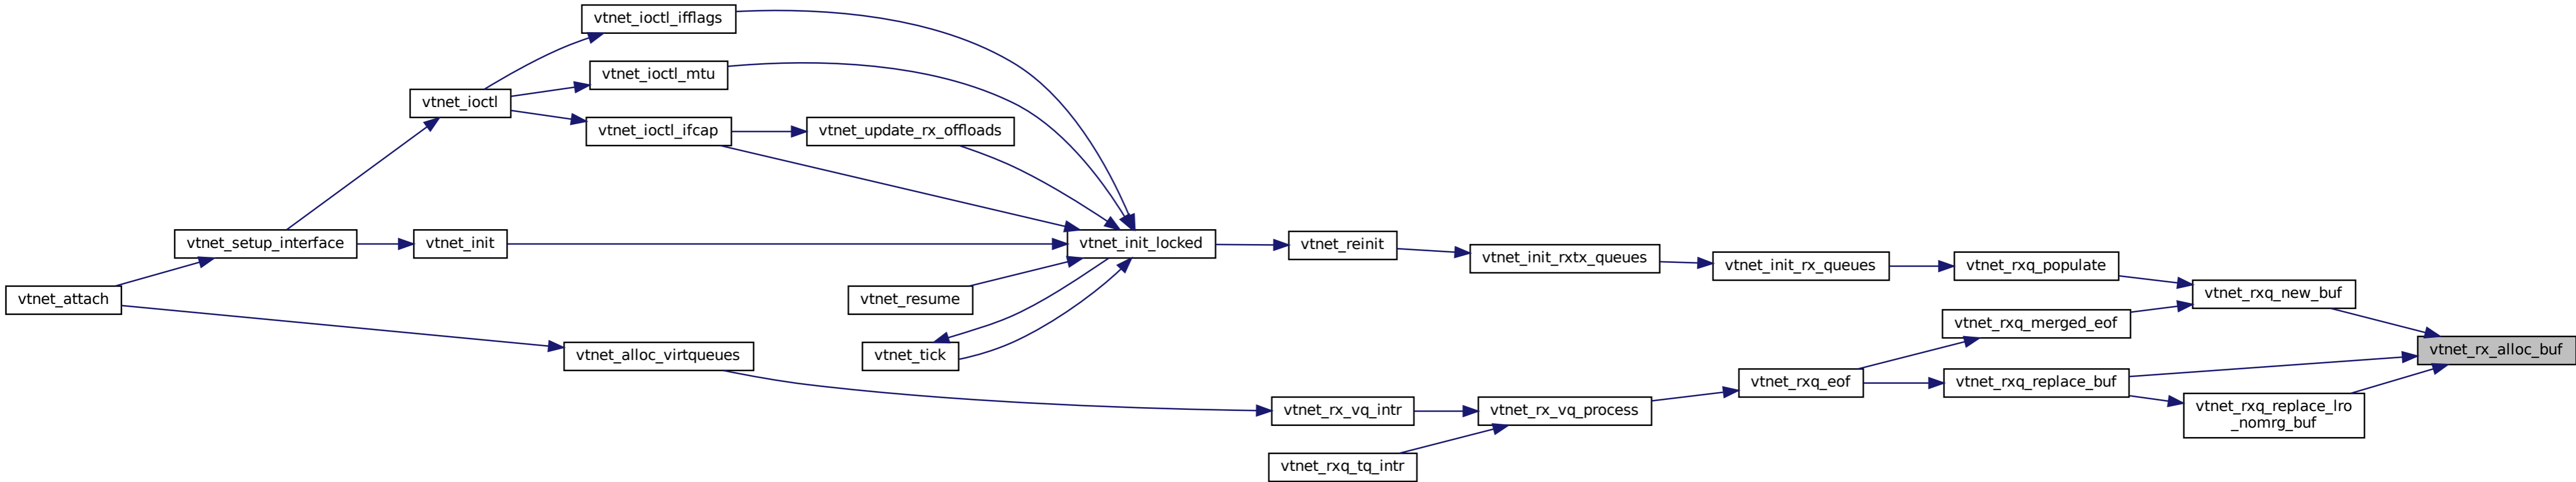 vtnet_ioctl_ifflags
vtnet_ioctl_mtu
vtnet_ioctl
vtnet_ioctl_ifcap
vtnet_update_rx_offloads
vtnet_setup_interface
vtnet_init
vtnet_init_locked
vtnet_reinit
vtnet_init_rxtx_queues
vtnet_init_rx_queues
vtnet_rxq_populate
vtnet_rxq_new_buf
vtnet_attach
vtnet_resume
vtnet_rxq_merged_eof
vtnet_rx_alloc_buf
vtnet_alloc_virtqueues
vtnet_tick
vtnet_rxq_eof
vtnet_rxq_replace_buf
vtnet_rx_vq_intr
vtnet_rx_vq_process
vtnet_rxq_replace_lro
_nomrg_buf
vtnet_rxq_tq_intr